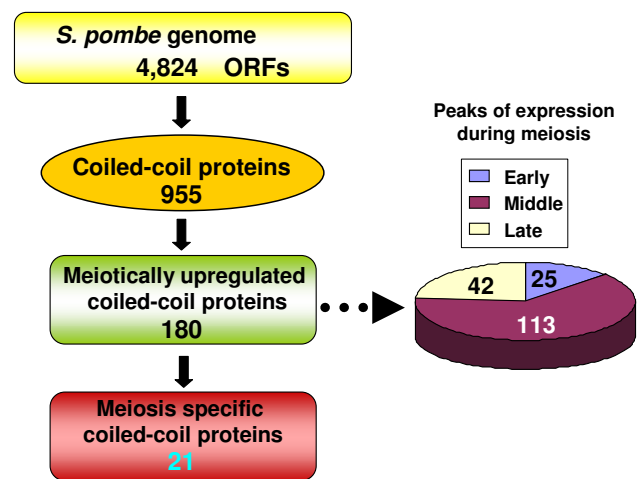 S. pombe genome
4,824 ORFs
Coiled-coil proteins
955
Meiotically upregulated
coiled-coil proteins
180
Meiosis specific
coiled-coil proteins
21
Peaks of expression
during meiosis
Early
Middle
Late
42
25
113